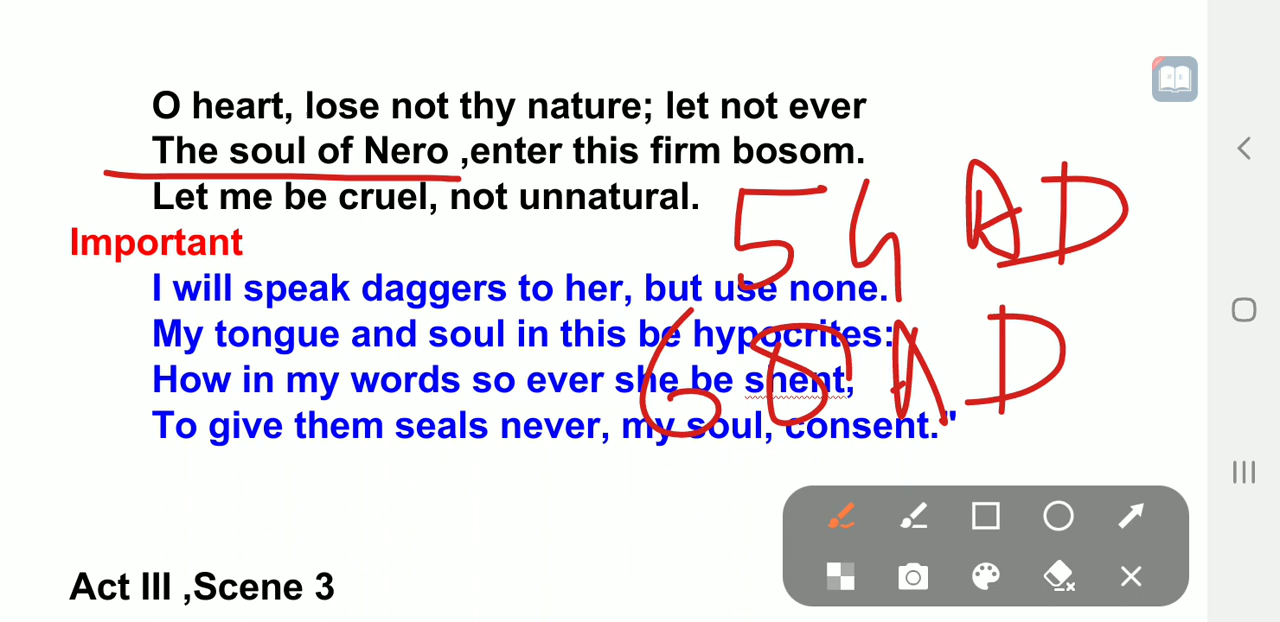 O heart, lose not thy nature; let not ever
The soul of Nero ,enter this firm bosom.
Let me be cruel, not unnatural.
54 AD
Important
I will speak daggers to her, but use none.
My tongue and soul in this be hypocrites:
68 AD
How in my words so ever she be shent,
To give them seals never, my soul, consent."
Act III ,Scene 3